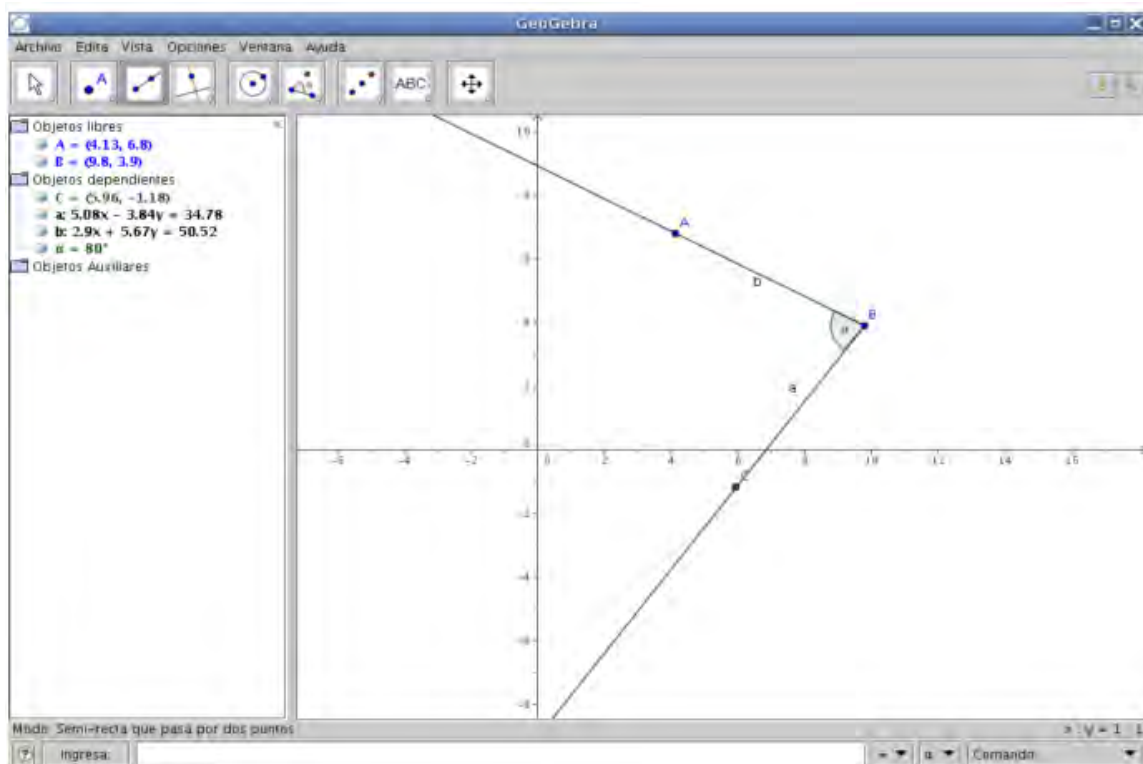 GeoGebra
Archivo Edita Vista Opciones Ventana Ayuda
A ABC
Objetos libres
A = (4.13, 6.8)
B = (9.8, 3.9)
Objetos dependientes
C = (5.96, -1.18)
a: 5.08x - 3.84y = 34.78
b: 2.9x + 5.67y = 50.52
α = 80°
Objetos Auxiliares
10
A
b
B
α
a
-2 0 2 4 6 8 10 12 14 16
C
-8
Modo: Semi-recta que pasa por dos puntos
? Ingresa: = α Comando